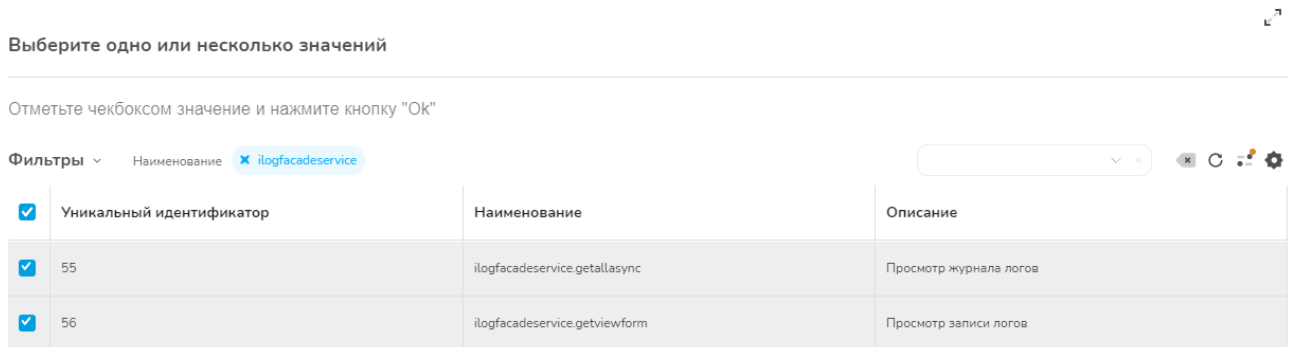 Выберите одно или несколько значений
Отметьте чекбоксом значение и нажмите кнопку "Ok"
Фильтры Наименование ilogfacadeservice
Уникальный идентификатор Наименование Описание
55 ilogfacadeservice.getallasync Просмотр журнала логов
56 ilogfacadeservice.getviewform Просмотр записи логов